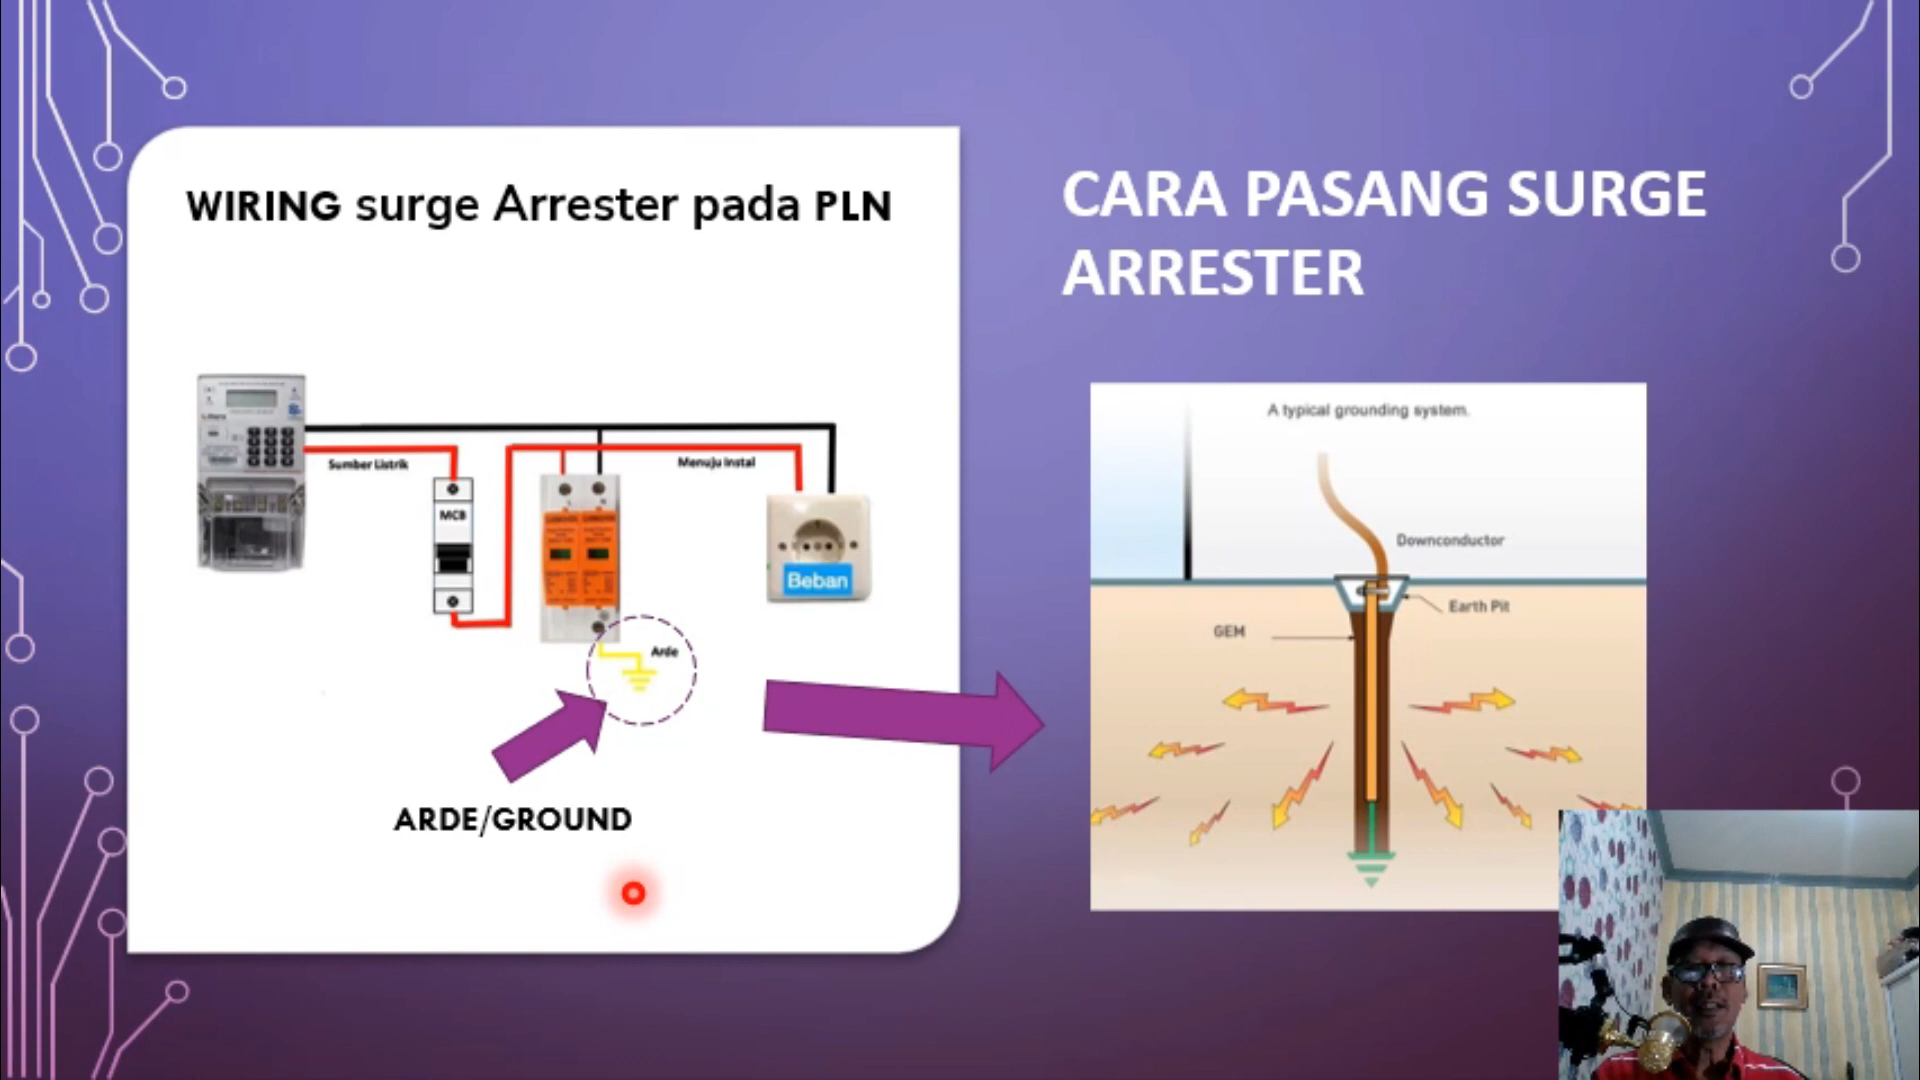 WIRING surge Arrester pada PLN
CARA PASANG SURGE
ARRESTER
Sumber Listrik
Menuju Instal
MCB
Beban
Arde
ARDE/GROUND
A typical grounding system.
Downconductor
Earth Pit
GEM